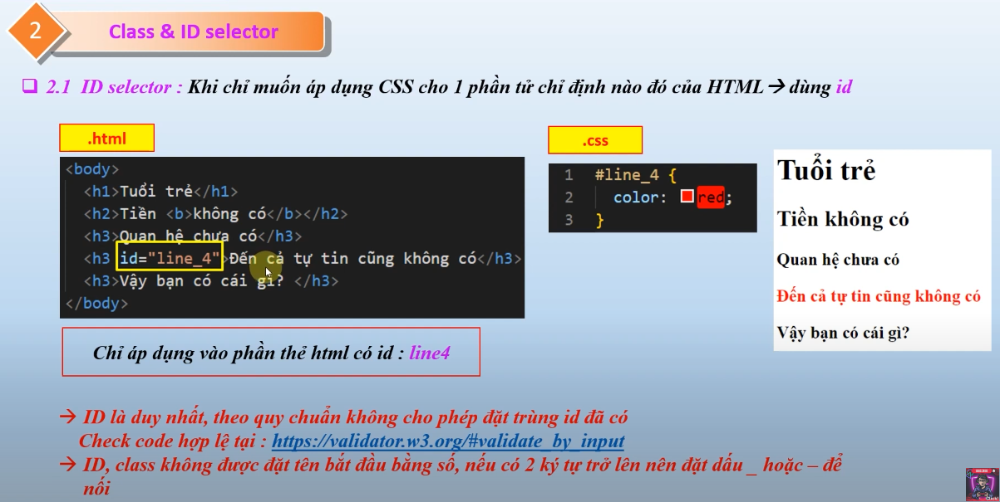 2
Class & ID selector
2.1 ID selector : Khi chỉ muốn áp dụng CSS cho 1 phần tử chỉ định nào đó của HTML → dùng id
.html
<body>
<h1>Tuổi trẻ</h1>
<h2>Tiền <b>không có</b></h2>
<h3>Quan hệ chưa có</h3>
<h3 id="line_4">Đến cả tự tin cũng không có</h3>
<h3>Vậy bạn có cái gì? </h3>
</body>
.css
1 #line_4 {
2 color: red;
3 }
Tuổi trẻ
Tiền không có
Quan hệ chưa có
Đến cả tự tin cũng không có
Vậy bạn có cái gì?
Chỉ áp dụng vào phần thẻ html có id : line4
→ ID là duy nhất, theo quy chuẩn không cho phép đặt trùng id đã có
Check code hợp lệ tại : https://validator.w3.org/#validate_by_input
→ ID, class không được đặt tên bắt đầu bằng số, nếu có 2 ký tự trở lên nên đặt dấu _ hoặc – để
nối